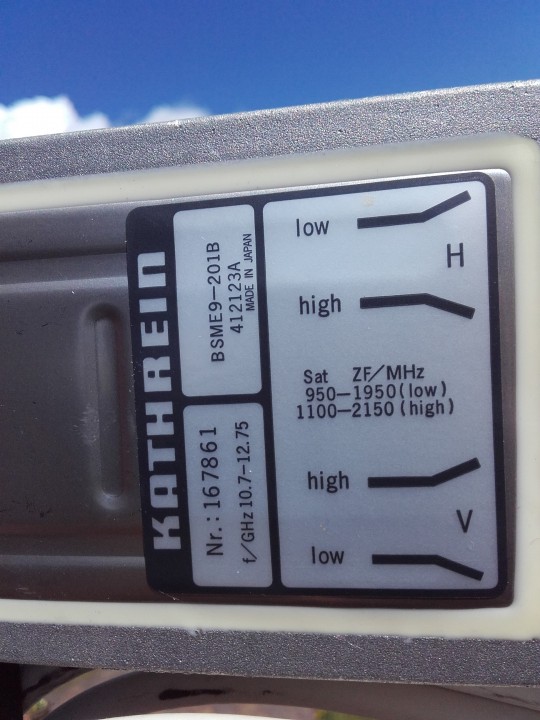 KATHREIN
BSME9-201B
412123A
MADE IN JAPAN
Nr.:167861
f/GHz 10.7-12.75
low
H
high
Sat ZF/MHz
950-1950(low)
1100-2150(high)
high
V
low